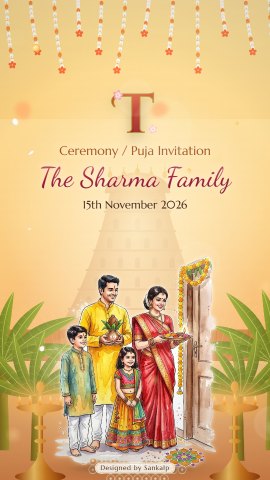 T
Ceremony / Puja Invitation
The Sharma Family
15th November 2026
Designed by Sankalp